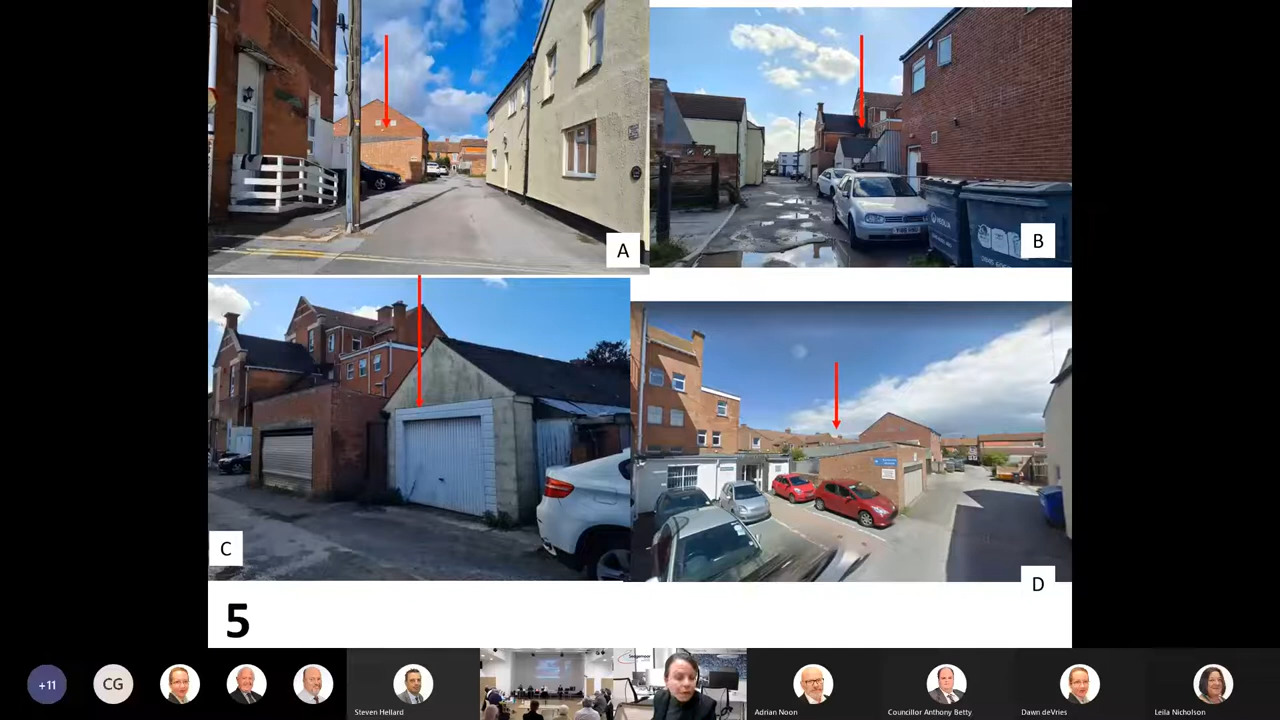 A
B
C
D
5
+11
CG
Steven Hellard
Adrian Noon
Councillor Anthony Betty
Dawn deVries
Leila Nicholson